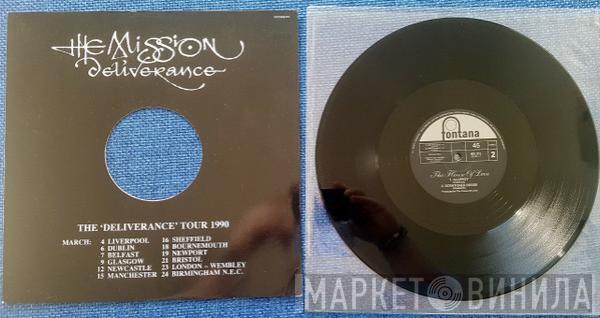 THE MISSION
deliverance
THE 'DELIVERANCE' TOUR 1990
MARCH: 4 LIVERPOOL 16 SHEFFIELD
6 DUBLIN 18 BOURNEMOUTH
7 BELFAST 19 NEWPORT
9 GLASGOW 21 BRISTOL
12 NEWCASTLE 23 LONDON - WEMBLEY
13 MANCHESTER 24 BIRMINGHAM N.E.C.
fontana
45
2
The House Of Love
МАРКЕТ ВИНИЛА